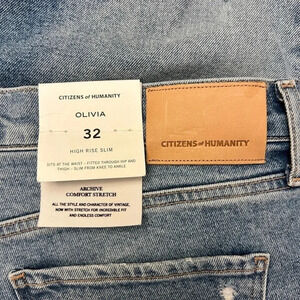 CITIZENS of HUMANITY
OLIVIA
32
HIGH RISE SLIM
SITS AT THE WAIST - FITTED THROUGH HIP AND
THIGH - SLIM FROM KNEE TO ANKLE
ARCHIVE
COMFORT STRETCH
ALL THE STYLE AND CHARACTER OF VINTAGE,
NOW WITH STRETCH FOR INCREDIBLE FIT
AND ENDLESS COMFORT
CITIZENS of HUMANITY